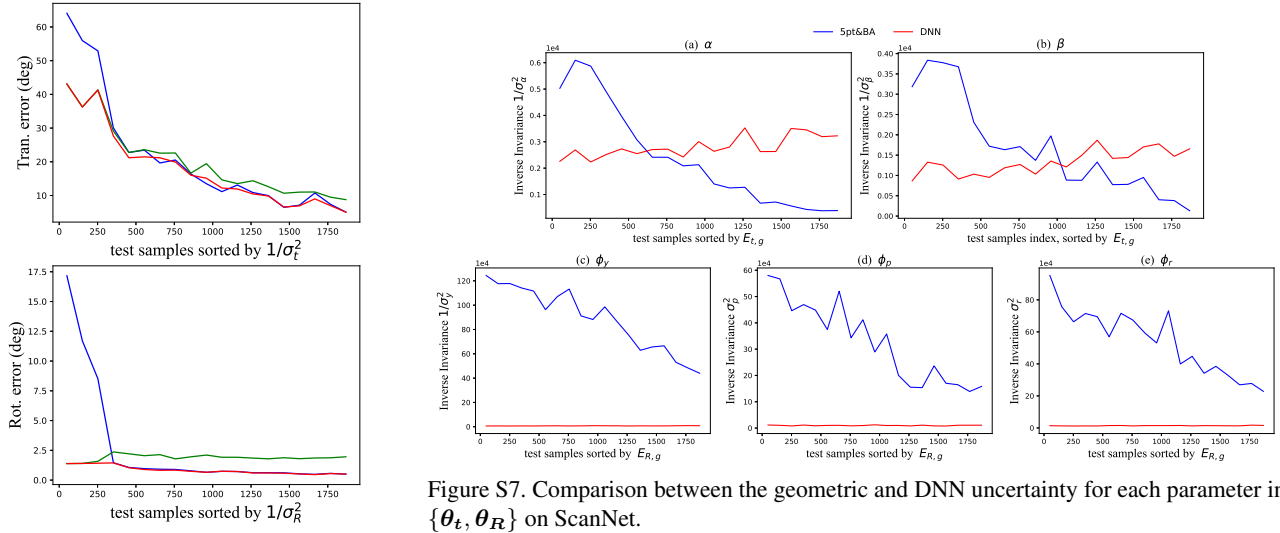 Tran. error (deg)
60
50
40
30
20
10
0 250 500 750 1000 1250 1500 1750
test samples sorted by 1/σ_t^2
Rot. error (deg)
17.5
15.0
12.5
10.0
7.5
5.0
2.5
0.0
0 250 500 750 1000 1250 1500 1750
test samples sorted by 1/σ_R^2
5pt&BA DNN
(a) α
1e4
Inverse Invariance 1/σ_α^2
0.6
0.5
0.4
0.3
0.2
0.1
0 250 500 750 1000 1250 1500 1750
test samples sorted by E_{t,g}
(b) β
1e4
Inverse Invariance 1/σ_β^2
0.40
0.35
0.30
0.25
0.20
0.15
0.10
0.05
0.00
0 250 500 750 1000 1250 1500 1750
test samples index, sorted by E_{t,g}
(c) ϕ_y
1e4
Inverse Invariance 1/σ_y^2
120
100
80
60
40
20
0
0 250 500 750 1000 1250 1500 1750
test samples sorted by E_{R,g}
(d) ϕ_p
1e4
Inverse Invariance σ_p^2
60
50
40
30
20
10
0
0 250 500 750 1000 1250 1500 1750
test samples sorted by E_{R,g}
(e) ϕ_r
1e4
Inverse Invariance σ_r^2
80
60
40
20
0
0 250 500 750 1000 1250 1500 1750
test samples sorted by E_{R,g}
Figure S7. Comparison between the geometric and DNN uncertainty for each parameter in
{θ_t, θ_R} on ScanNet.